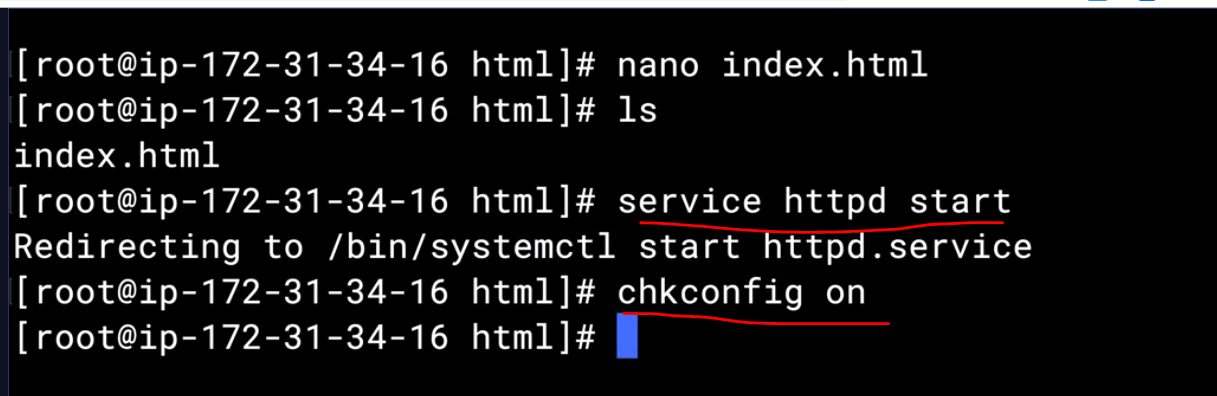 [root@ip-172-31-34-16 html]# nano index.html
[root@ip-172-31-34-16 html]# ls
index.html
[root@ip-172-31-34-16 html]# service httpd start
Redirecting to /bin/systemctl start httpd.service
[root@ip-172-31-34-16 html]# chkconfig on
[root@ip-172-31-34-16 html]#